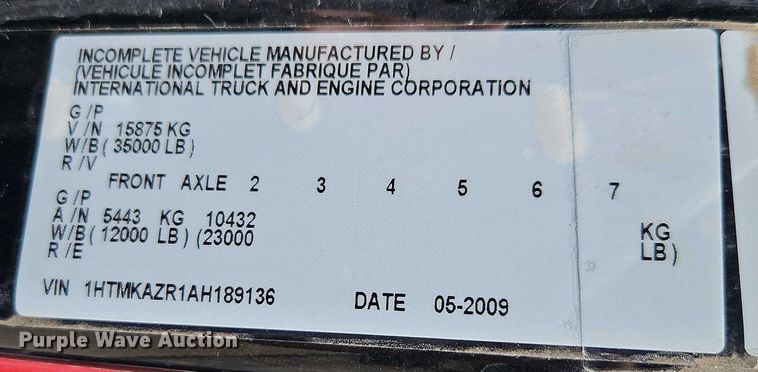 INCOMPLETE VEHICLE MANUFACTURED BY /
(VEHICULE INCOMPLET FABRIQUE PAR)
INTERNATIONAL TRUCK AND ENGINE CORPORATION
G /P
V /N 15875 KG
W/B ( 35000 LB )
R /V
FRONT AXLE 2 3 4 5 6 7
G /P
A /N 5443 KG 10432 KG
W/B ( 12000 LB ) (23000 LB )
R /E
VIN 1HTMKAZR1AH189136 DATE 05-2009
Purple Wave Auction